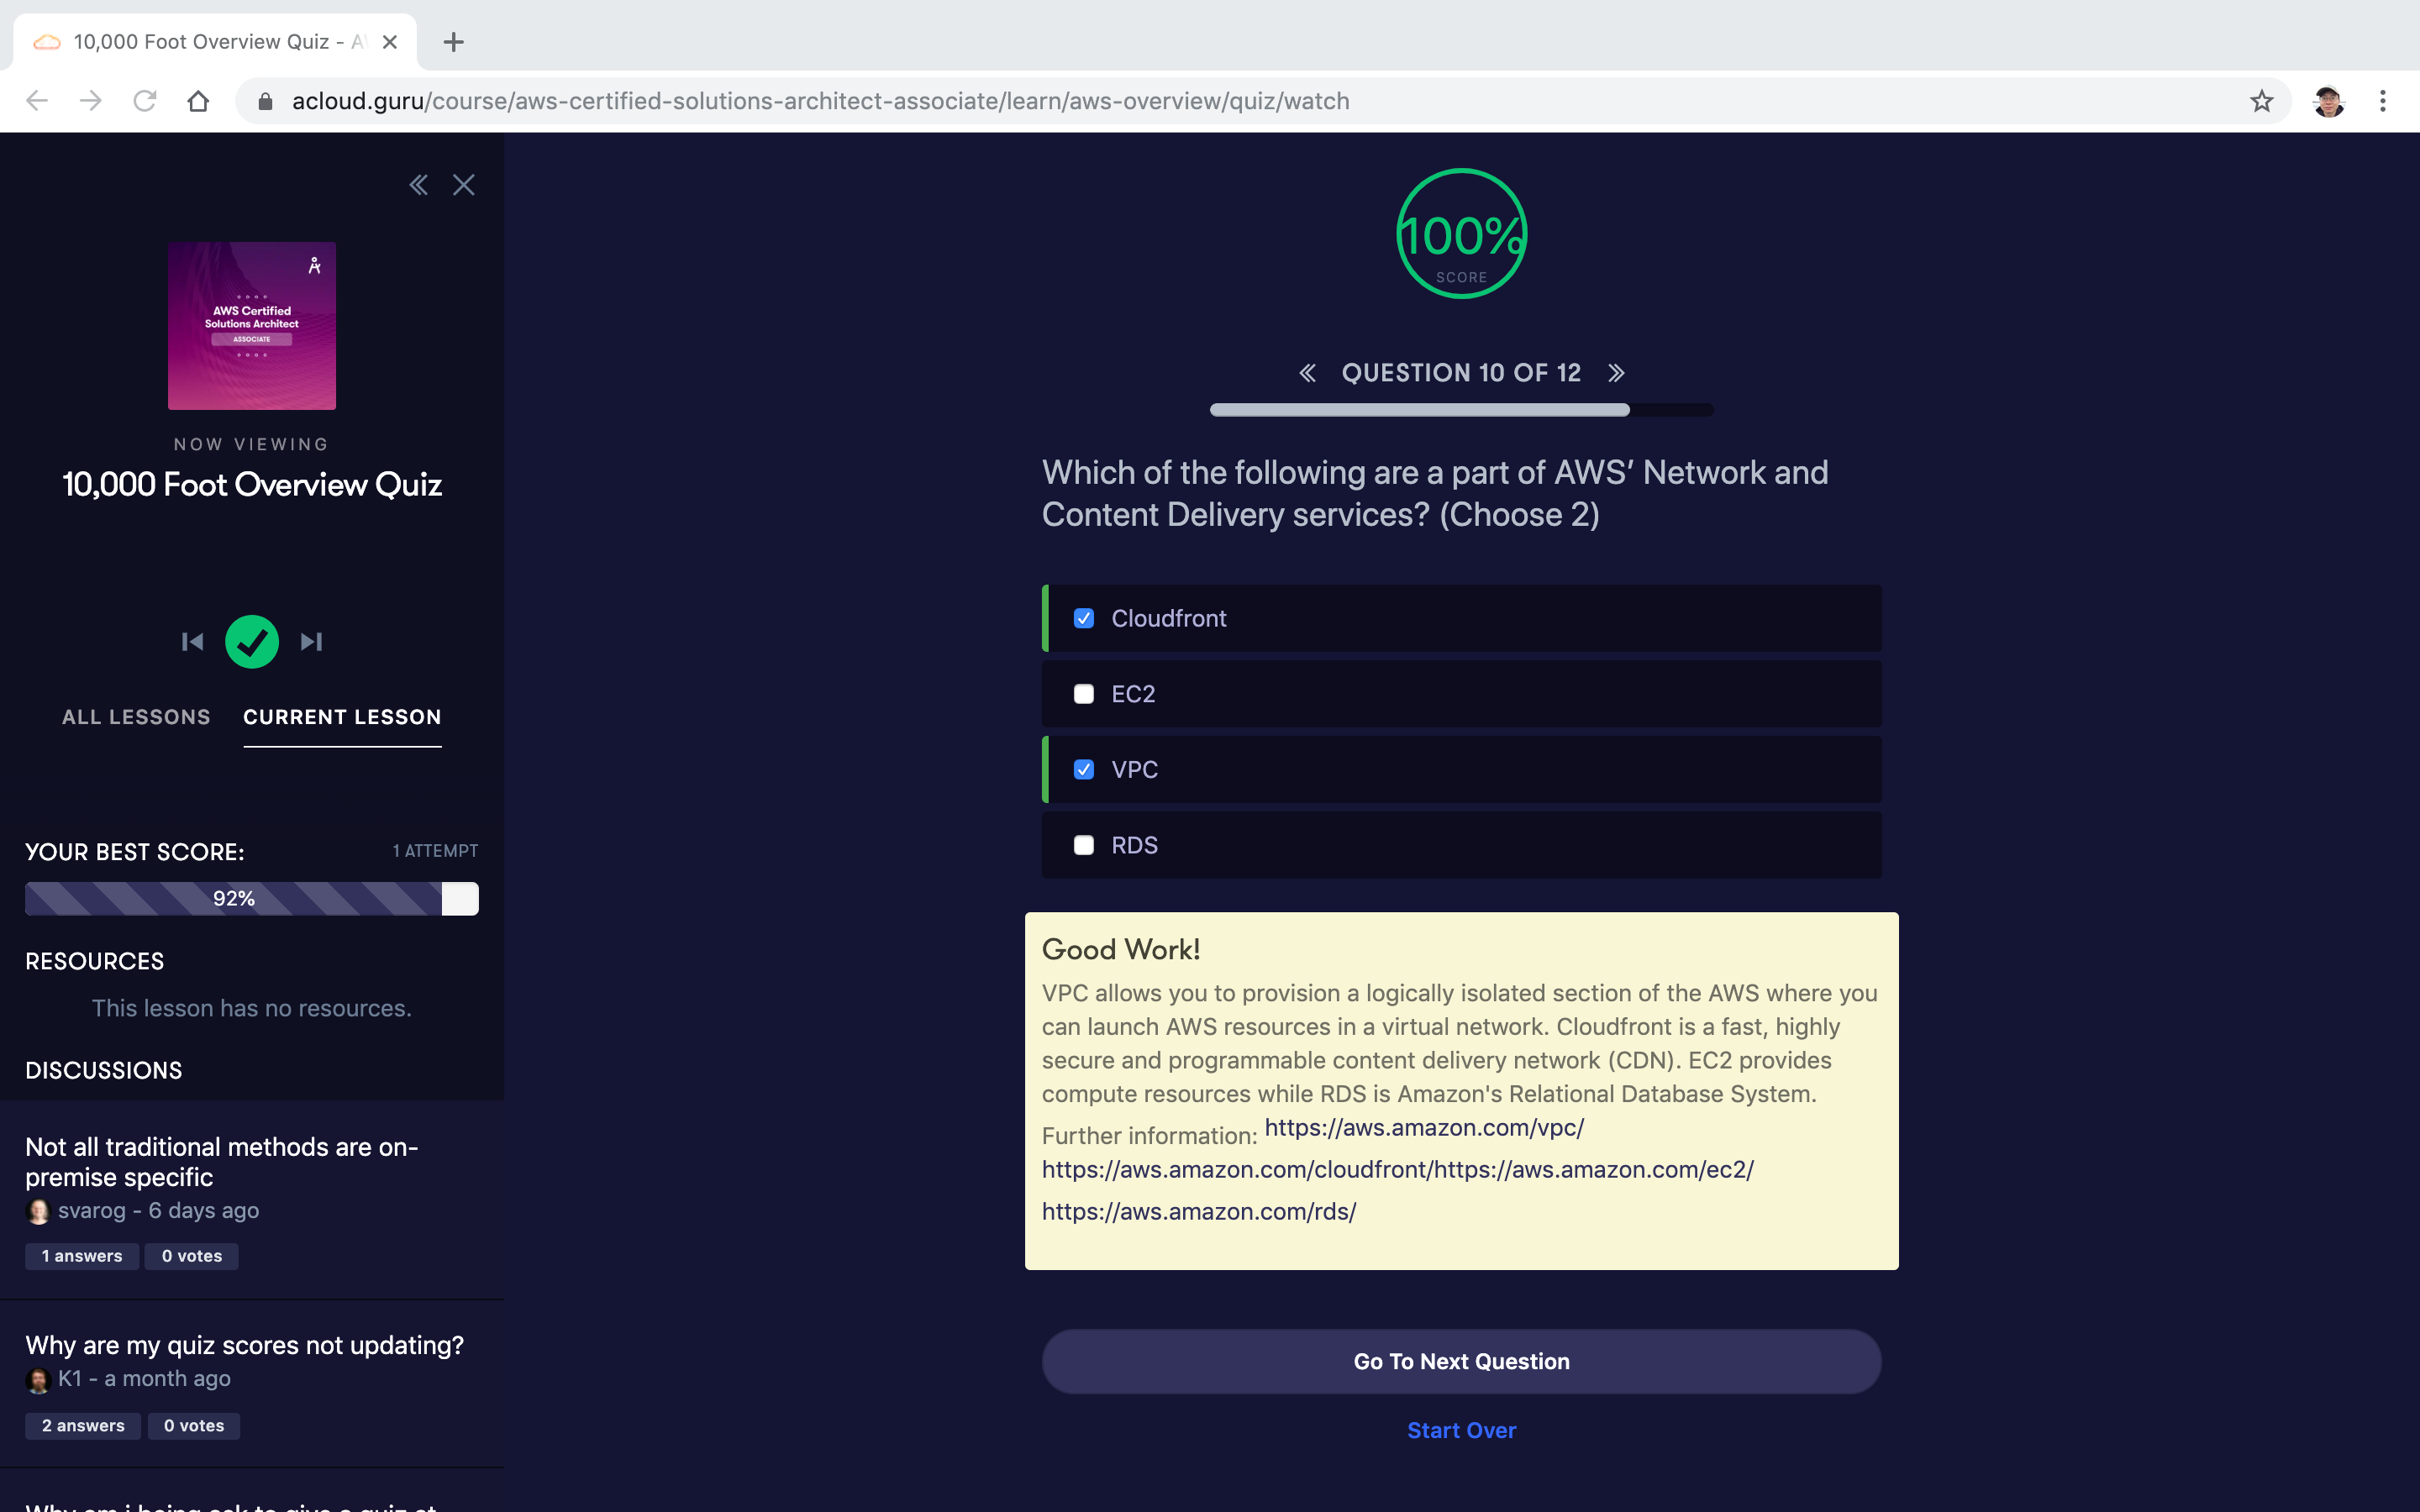 10,000 Foot Overview Quiz - A
acloud.guru/course/aws-certified-solutions-architect-associate/learn/aws-overview/quiz/watch
AWS Certified
Solutions Architect
ASSOCIATE
NOW VIEWING
10,000 Foot Overview Quiz
ALL LESSONS
CURRENT LESSON
YOUR BEST SCORE:
1 ATTEMPT
92%
RESOURCES
This lesson has no resources.
DISCUSSIONS
Not all traditional methods are on-
premise specific
svarog - 6 days ago
1 answers
0 votes
Why are my quiz scores not updating?
K1 - a month ago
2 answers
0 votes
Why am i being ask to give a quiz at
100%
SCORE
QUESTION 10 OF 12
Which of the following are a part of AWS’ Network and
Content Delivery services? (Choose 2)
Cloudfront
EC2
VPC
RDS
Good Work!
VPC allows you to provision a logically isolated section of the AWS where you
can launch AWS resources in a virtual network. Cloudfront is a fast, highly
secure and programmable content delivery network (CDN). EC2 provides
compute resources while RDS is Amazon's Relational Database System.
Further information: https://aws.amazon.com/vpc/
https://aws.amazon.com/cloudfront/https://aws.amazon.com/ec2/
https://aws.amazon.com/rds/
Go To Next Question
Start Over